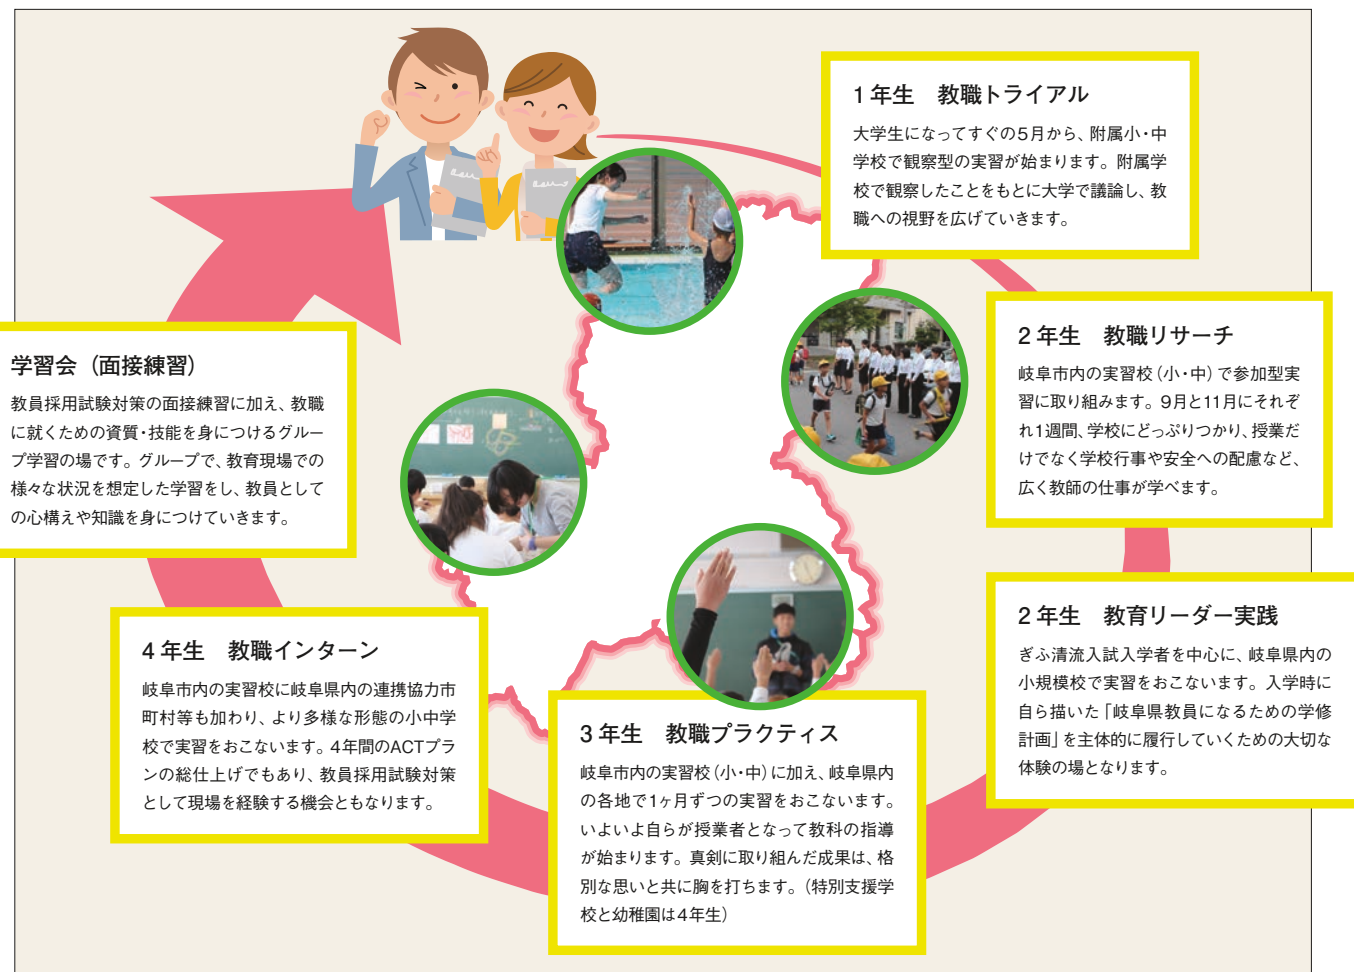 1年生　教職トライアル
大学生になってすぐの5月から、附属小・中
学校で観察型の実習が始まります。附属学
校で観察したことをもとに大学で議論し、教
職への視野を広げていきます。
2年生　教職リサーチ
岐阜市内の実習校（小・中）で参加型実
習に取り組みます。9月と11月にそれぞ
れ1週間、学校にどっぷりつかり、授業だ
けでなく学校行事や安全への配慮など、
広く教師の仕事が学べます。
2年生　教育リーダー実践
ぎふ清流入試入学者を中心に、岐阜県内の
小規模校で実習をおこないます。入学時に
自ら描いた「岐阜県教員になるための学修
計画」を主体的に履行していくための大切な
体験の場となります。
3年生　教職プラクティス
岐阜市内の実習校（小・中）に加え、岐阜県内
の各地で1ヶ月ずつの実習をおこないます。
いよいよ自らが授業者となって教科の指導
が始まります。真剣に取り組んだ成果は、格
別な思いと共に胸を打ちます。（特別支援学
校と幼稚園は4年生）
4年生　教職インターン
岐阜市内の実習校に岐阜県内の連携協力市
町村等も加わり、より多様な形態の小中学
校で実習をおこないます。4年間のACTプラ
ンの総仕上げでもあり、教員採用試験対策
として現場を経験する機会ともなります。
学習会（面接練習）
教員採用試験対策の面接練習に加え、教職
に就くための資質・技能を身につけるグルー
プ学習の場です。グループで、教育現場での
様々な状況を想定した学習をし、教員として
の心構えや知識を身につけていきます。